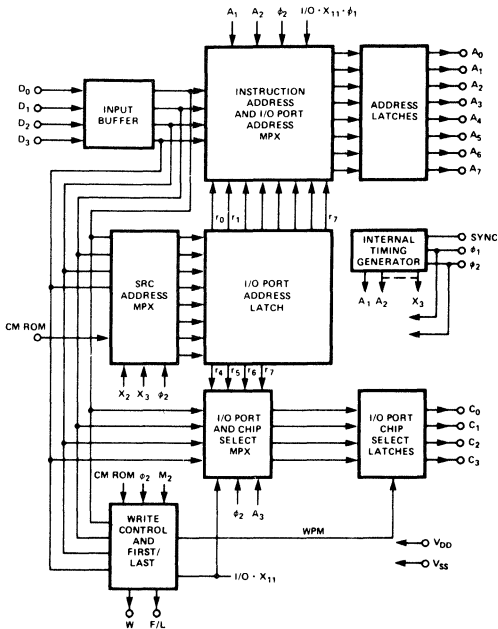 A1 A2 ϕ2 I/O · X11 · ϕ1
D0
D1
D2
D3
INPUT
BUFFER
INSTRUCTION
ADDRESS
AND I/O PORT
ADDRESS
MPX
ADDRESS
LATCHES
A0
A1
A2
A3
A4
A5
A6
A7
r0 r1 r7
SRC
ADDRESS
MPX
I/O PORT
ADDRESS
LATCH
INTERNAL
TIMING
GENERATOR
SYNC
ϕ1
ϕ2
A1 A2 X3
CM ROM
X2 X3 ϕ2
r4 r5 r6 r7
I/O PORT
AND CHIP
SELECT
MPX
I/O PORT
CHIP
SELECT
LATCHES
C0
C1
C2
C3
CM ROM ϕ2 M2
ϕ2 A3
WRITE
CONTROL
AND
FIRST/
LAST
WPM
VDD
VSS
I/O · X11
W F/L